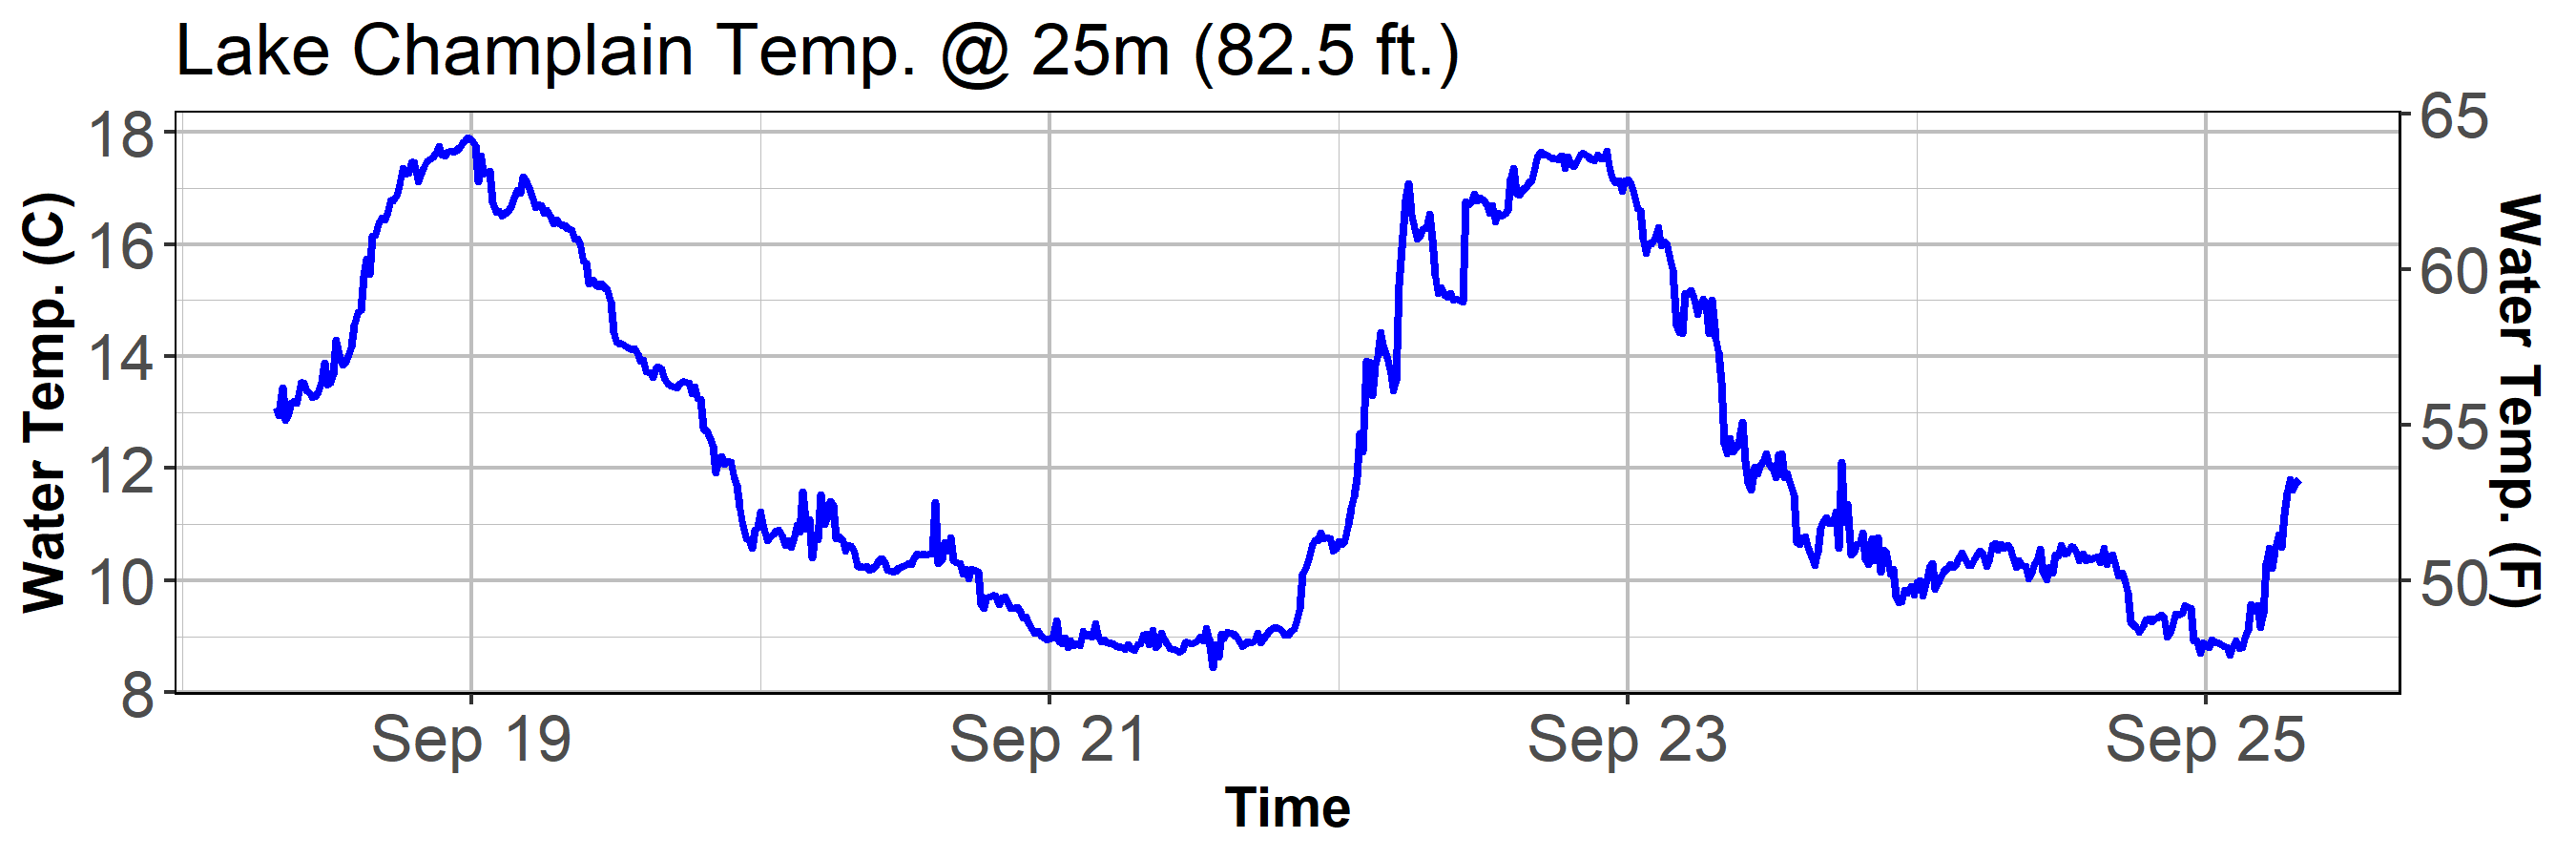 Lake Champlain Temp. @ 25m (82.5 ft.)
Water Temp. (C)
18
16
14
12
10
8
65
60
55
50
Water Temp. (F)
Sep 19
Sep 21
Sep 23
Sep 25
Time